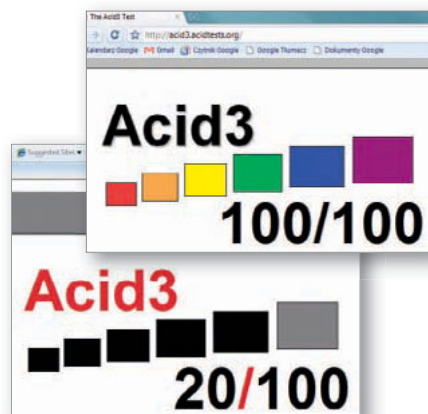 The Acid3 Test
http://acid3.acidtests.org/
Kalendarz Google Gmail Czytnik Google Google Tłumacz Dokumenty Google
Acid3
100/100
Suggested Sites
Acid3
20/100